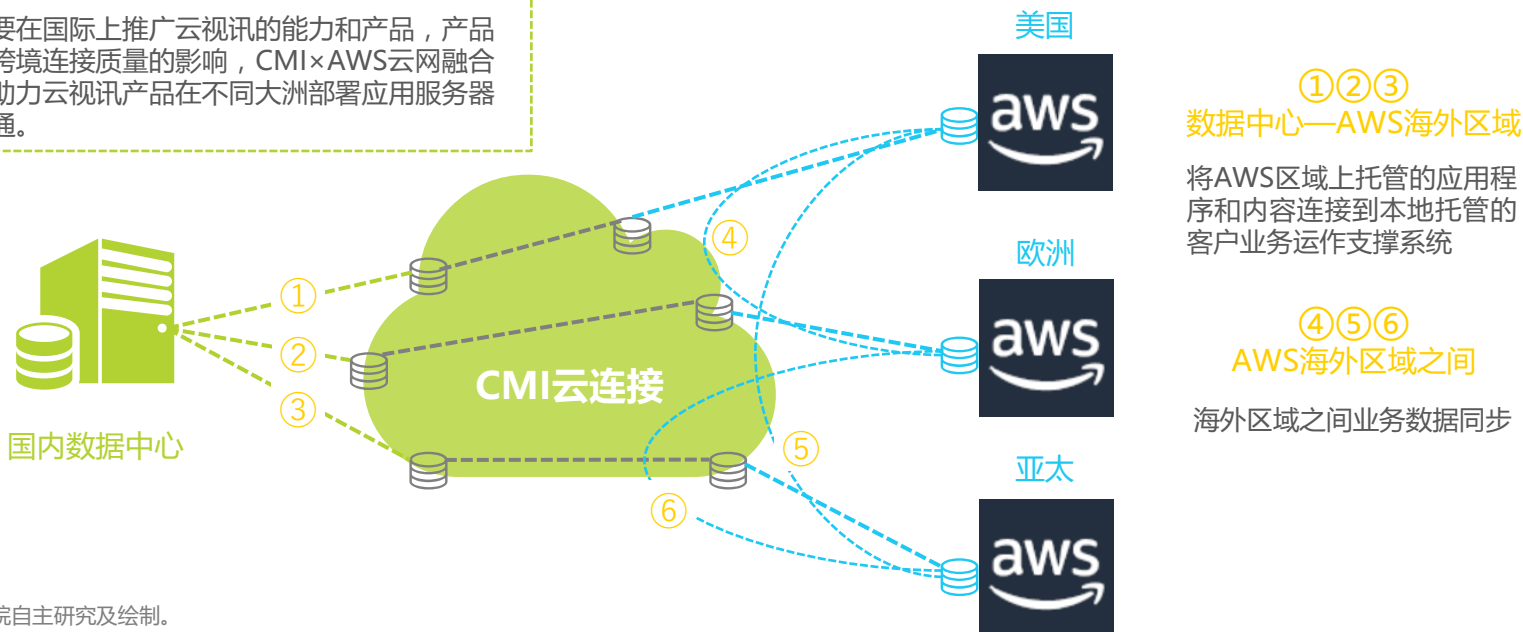 要在国际上推广云视讯的能力和产品，产品
跨境连接质量的影响，CMI×AWS云网融合
助力云视讯产品在不同大洲部署应用服务器
通。
美国
aws
①②③
数据中心—AWS海外区域
将AWS区域上托管的应用程
序和内容连接到本地托管的
客户业务运作支撑系统
④
欧洲
aws
①
②
③
CMI云连接
④⑤⑥
AWS海外区域之间
海外区域之间业务数据同步
国内数据中心
⑤
⑥
亚太
aws
院自主研究及绘制。